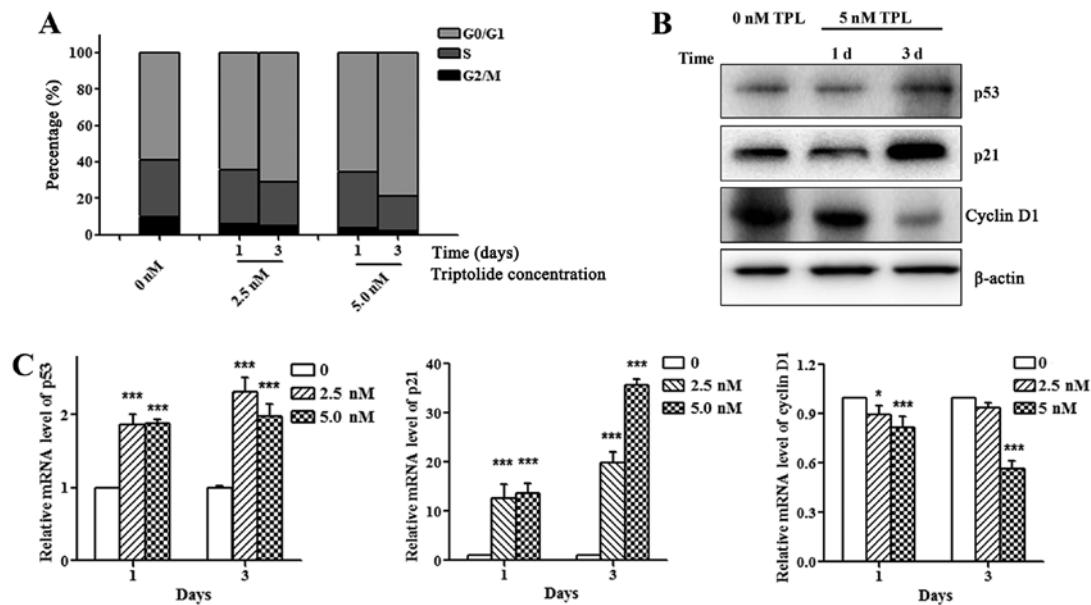 A
Percentage (%)
100
80
60
40
20
0
G0/G1
S
G2/M
1 3 1 3 Time (days)
0 nM 2.5 nM 5.0 nM Triptolide concentration
B
0 nM TPL 5 nM TPL
Time 1 d 3 d
p53
p21
Cyclin D1
β-actin
C
Relative mRNA level of p53
2
1
0
*** *** *** ***
0
2.5 nM
5.0 nM
1 3
Days
Relative mRNA level of p21
40
30
20
10
0
*** *** *** ***
0
2.5 nM
5.0 nM
1 3
Days
Relative mRNA level of cyclin D1
1.2
0.9
0.6
0.3
0.0
* *** ***
0
2.5 nM
5 nM
1 3
Days